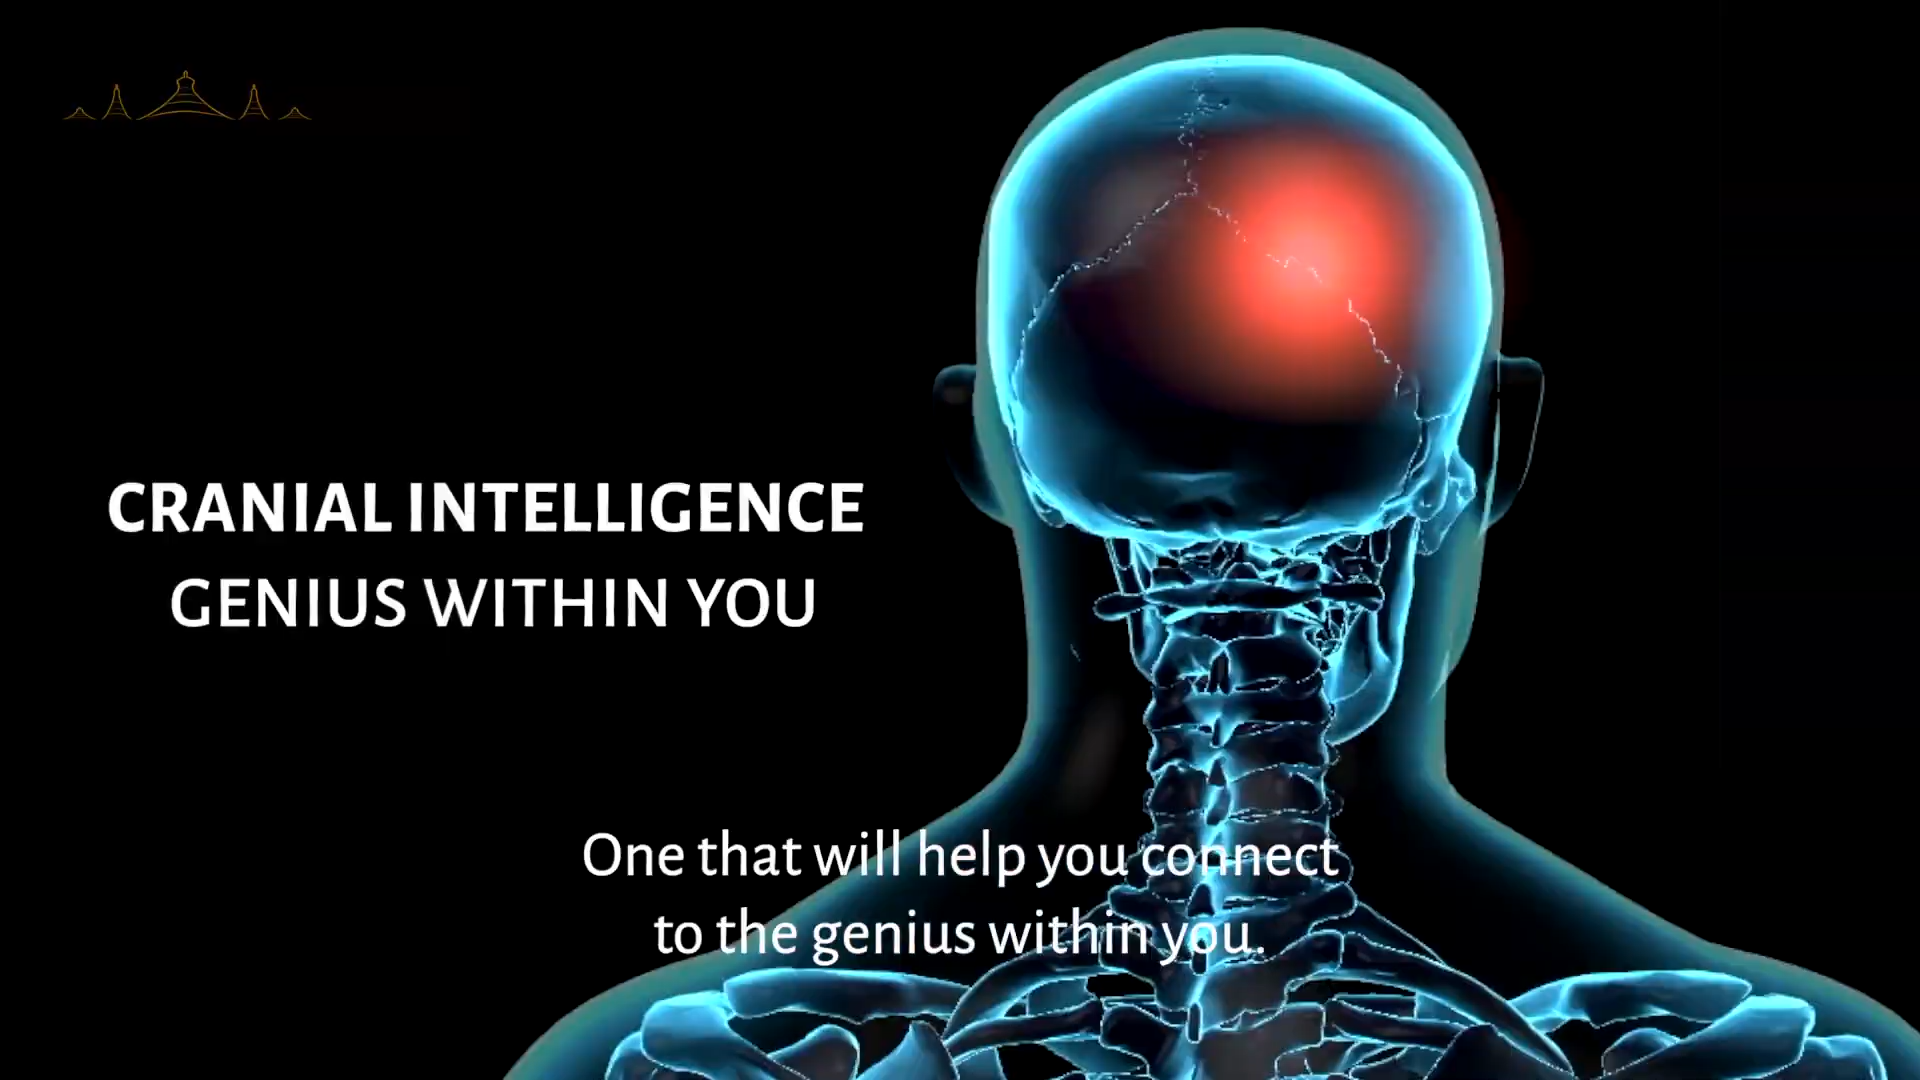 CRANIAL INTELLIGENCE
GENIUS WITHIN YOU
One that will help you connect
to the genius within you.